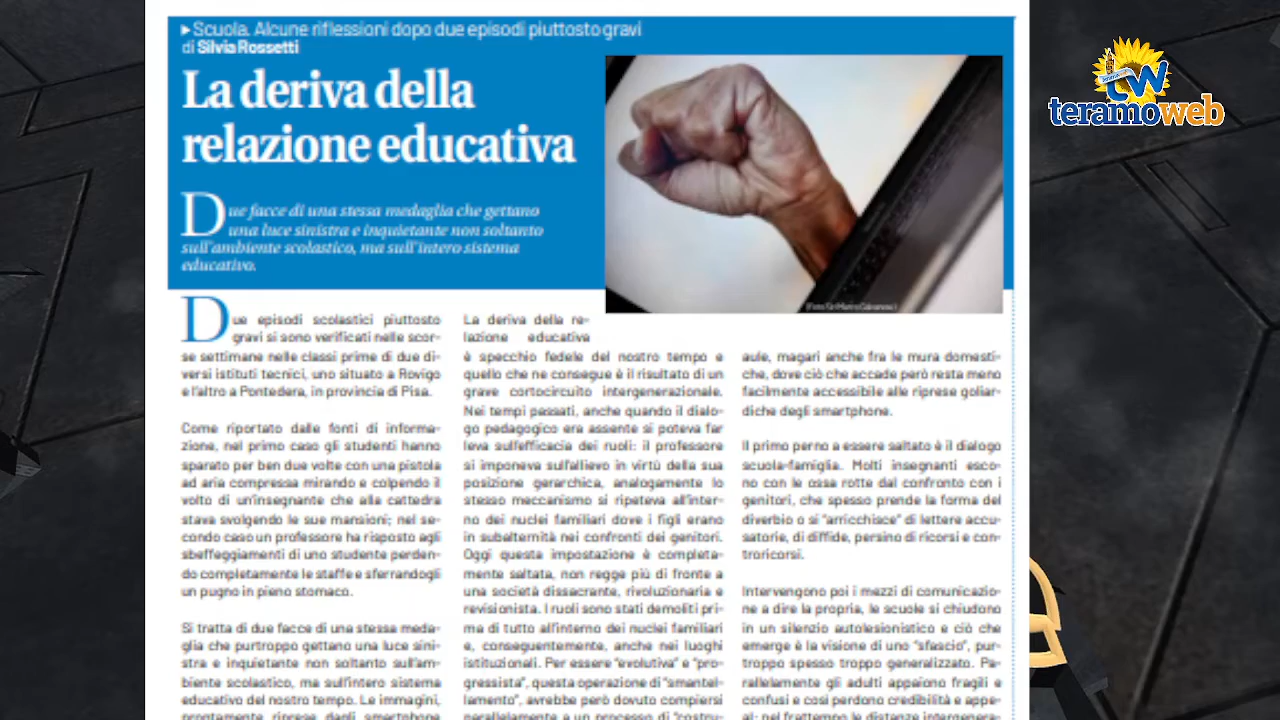 ▸Scuola. Alcune riflessioni dopo due episodi piuttosto gravi
di Silvia Rossetti
La deriva della
relazione educativa
Due facce di una stessa medaglia che gettano
una luce sinistra e inquietante non soltanto
sull'ambiente scolastico, ma sull'intero sistema
educativo.
Due episodi scolastici piuttosto
gravi si sono verificati nelle scor-
se settimane nelle classi prime di due di-
versi istituti tecnici, uno situato a Rovigo
e l'altro a Pontedera, in provincia di Pisa.
Come riportato dalle fonti di informa-
zione, nel primo caso gli studenti hanno
sparato per ben due volte con una pistola
ad aria compressa mirando e colpendo il
volto di un'insegnante che alla cattedra
stava svolgendo le sue mansioni; nel se-
condo caso un professore ha risposto agli
sbeffeggiamenti di uno studente perden-
do completamente le staffe e sferrandogli
un pugno in pieno stomaco.
Si tratta di due facce di una stessa meda-
glia che purtroppo gettano una luce sini-
stra e inquietante non soltanto sull'am-
biente scolastico, ma sull'intero sistema
educativo del nostro tempo. Le immagini,
prontamente riprese dagli smartphone
La deriva della re-
lazione educativa
è specchio fedele del nostro tempo e
quello che ne consegue è il risultato di un
grave cortocircuito intergenerazionale.
Nei tempi passati, anche quando il dialo-
go pedagogico era assente si poteva far
leva sull'efficacia dei ruoli: il professore
si imponeva sull'allievo in virtù della sua
posizione gerarchica, analogamente lo
stesso meccanismo si ripeteva all'inter-
no dei nuclei familiari dove i figli erano
in subalternità nei confronti dei genitori.
Oggi questa impostazione è completa-
mente saltata, non regge più di fronte a
una società dissacrante, rivoluzionaria e
revisionista. I ruoli sono stati demoliti pri-
ma di tutto all'interno dei nuclei familiari
e, conseguentemente, anche nei luoghi
istituzionali. Per essere "evolutiva" e "pro-
gressista", questa operazione di "smantel-
lamento", avrebbe però dovuto compiersi
parallelamente a un processo di "costru-
aule, magari anche fra le mura domesti-
che, dove ciò che accade però resta meno
facilmente accessibile alle riprese goliar-
diche degli smartphone.
Il primo perno a essere saltato è il dialogo
scuola-famiglia. Molti insegnanti esco-
no con le ossa rotte dal confronto con i
genitori, che spesso prende la forma del
diverbio o si "arricchisce" di lettere accu-
satorie, di diffide, persino di ricorsi e con-
troricorsi.
Intervengono poi i mezzi di comunicazio-
ne a dire la propria, le scuole si chiudono
in un silenzio autolesionistico e ciò che
emerge è la visione di uno "sfascio", pur-
troppo spesso troppo generalizzato. Pa-
rallelamente gli adulti appaiono fragili e
confusi e così perdono credibilità e appe-
al; nel frattempo le distanze intergenera-
teramoweb